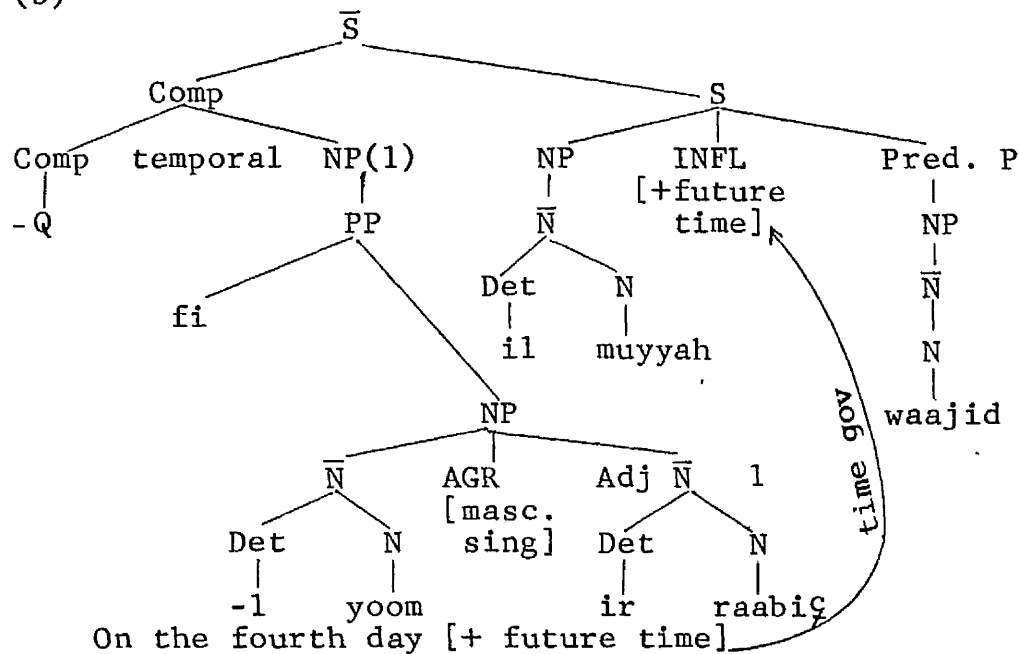 S̅
Comp S
Comp temporal NP(1) NP INFL Pred. P
-Q PP N̅ [+future time] NP
Det N N̅
fi il muyyah N
NP waajid
N̅ AGR Adj N̅ 1
[masc. sing]
Det N Det N
-l yoom ir raabiç
On the fourth day [+ future time]
time gov